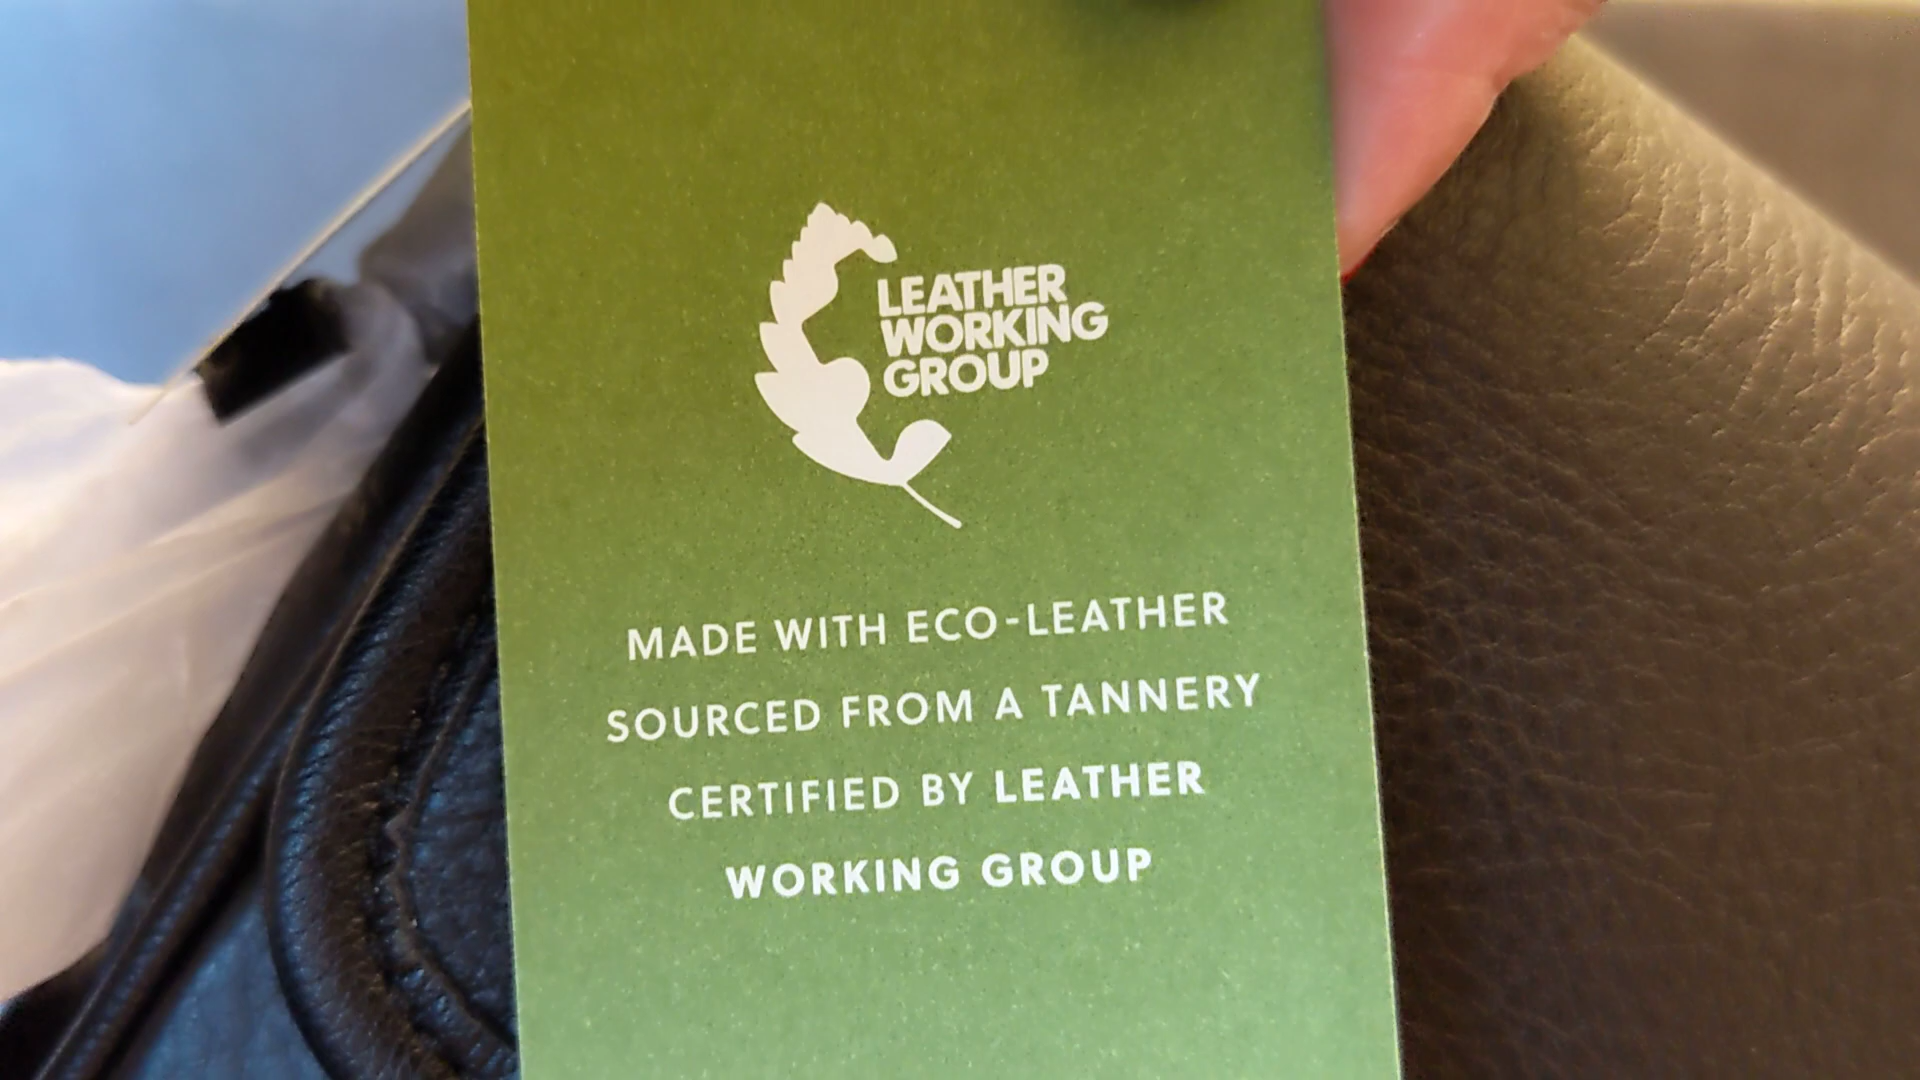 LEATHER
WORKING
GROUP
MADE WITH ECO-LEATHER
SOURCED FROM A TANNERY
CERTIFIED BY LEATHER
WORKING GROUP